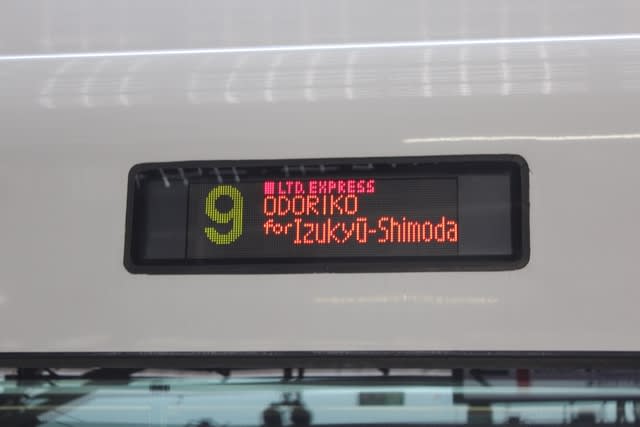 9
LTD. EXPRESS
ODORIKO
for Izukyū-Shimoda